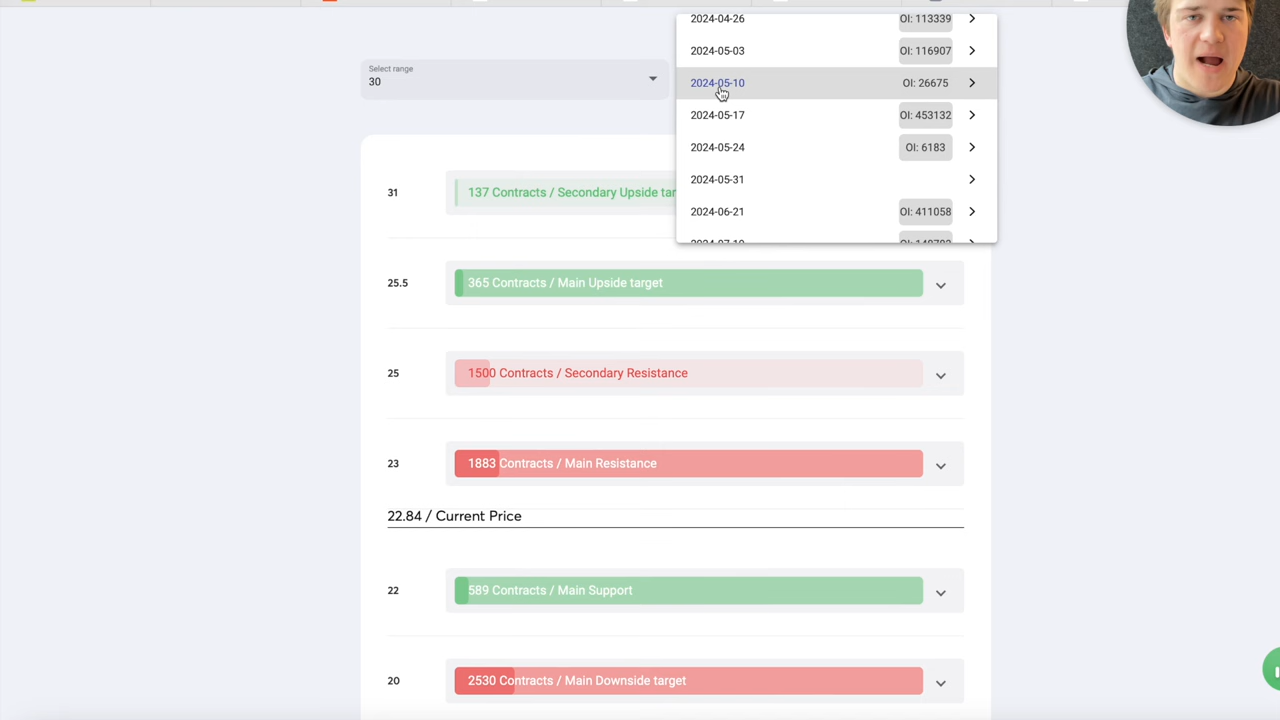 2024-04-26 OI: 113339
Select range
30
2024-05-03 OI: 116907
2024-05-10 OI: 26675
2024-05-17 OI: 453132
2024-05-24 OI: 6183
2024-05-31
2024-06-21 OI: 411058
31 137 Contracts / Secondary Upside tar
25.5 365 Contracts / Main Upside target
25 1500 Contracts / Secondary Resistance
23 1883 Contracts / Main Resistance
22.84 / Current Price
22 589 Contracts / Main Support
20 2530 Contracts / Main Downside target